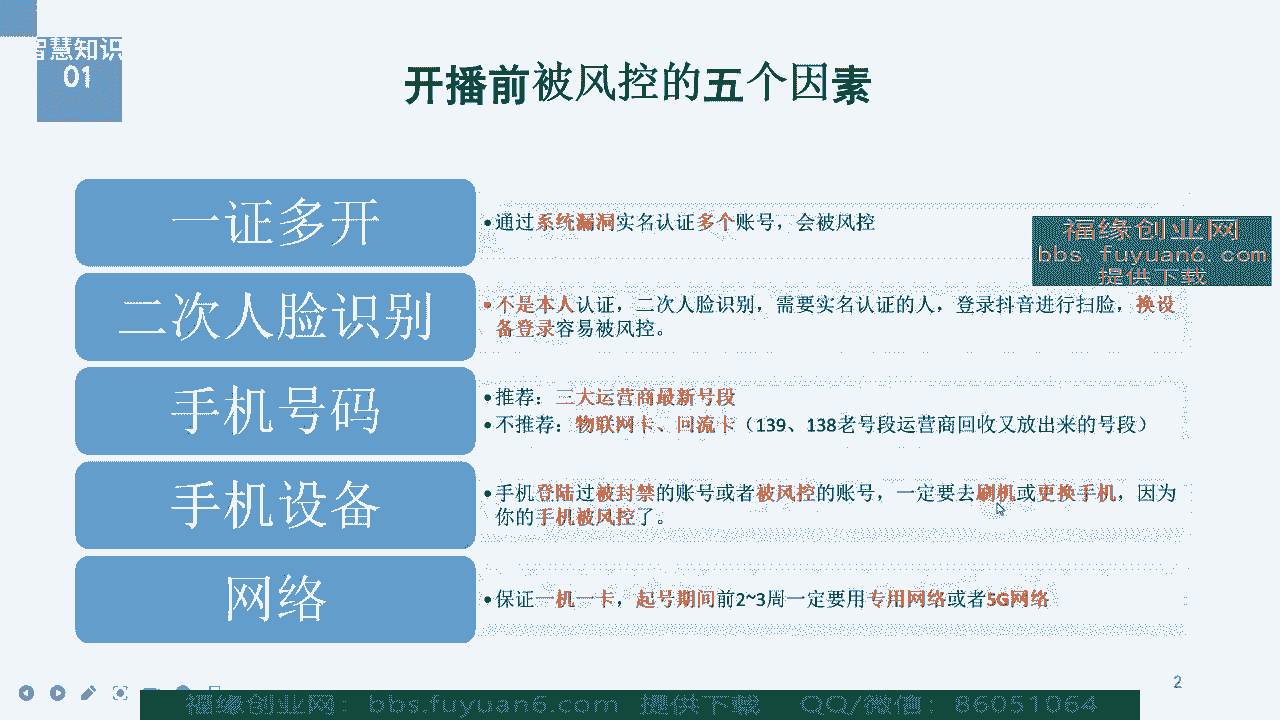 智慧知识
01
开播前被风控的五个因素
一证多开
•通过系统漏洞实名认证多个账号，会被风控
福缘创业网
bbs.fuyuan6.com
提供下载
二次人脸识别
•不是本人认证，二次人脸识别，需要实名认证的人，登录抖音进行扫脸，换设
备登录容易被风控。
手机号码
•推荐：三大运营商最新号段
•不推荐：物联网卡、回流卡（139、138老号段运营商回收又放出来的号段）
手机设备
•手机登陆过被封禁的账号或者被风控的账号，一定要去刷机或更换手机，因为
你的手机被风控了。
网络
•保证一机一卡，起号期间前2~3周一定要用专用网络或者5G网络
2
福缘创业网：bbs.fuyuan6.com 提供下载 QQ/微信：86051064